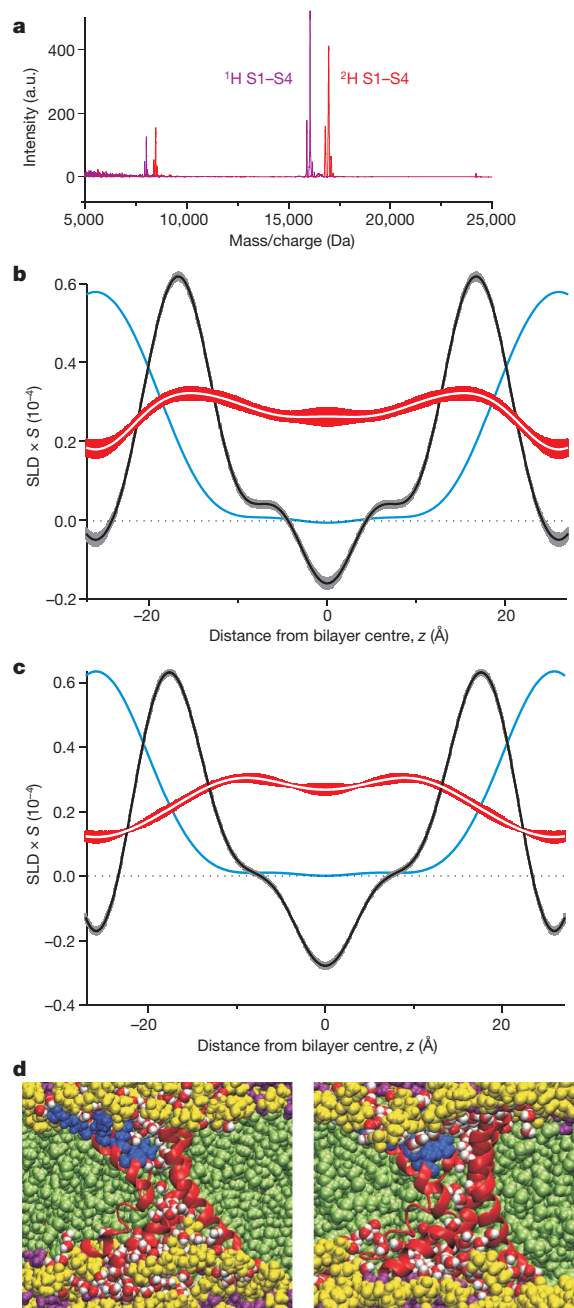 a
Intensity (a.u.)
400
200
0
¹H S1–S4
²H S1–S4
5,000
10,000
15,000
20,000
25,000
Mass/charge (Da)
b
SLD × S (10⁻⁴)
0.6
0.4
0.2
0.0
–0.2
–20
0
20
Distance from bilayer centre, z (Å)
c
SLD × S (10⁻⁴)
0.6
0.4
0.2
0.0
–0.2
–0.4
–20
0
20
Distance from bilayer centre, z (Å)
d